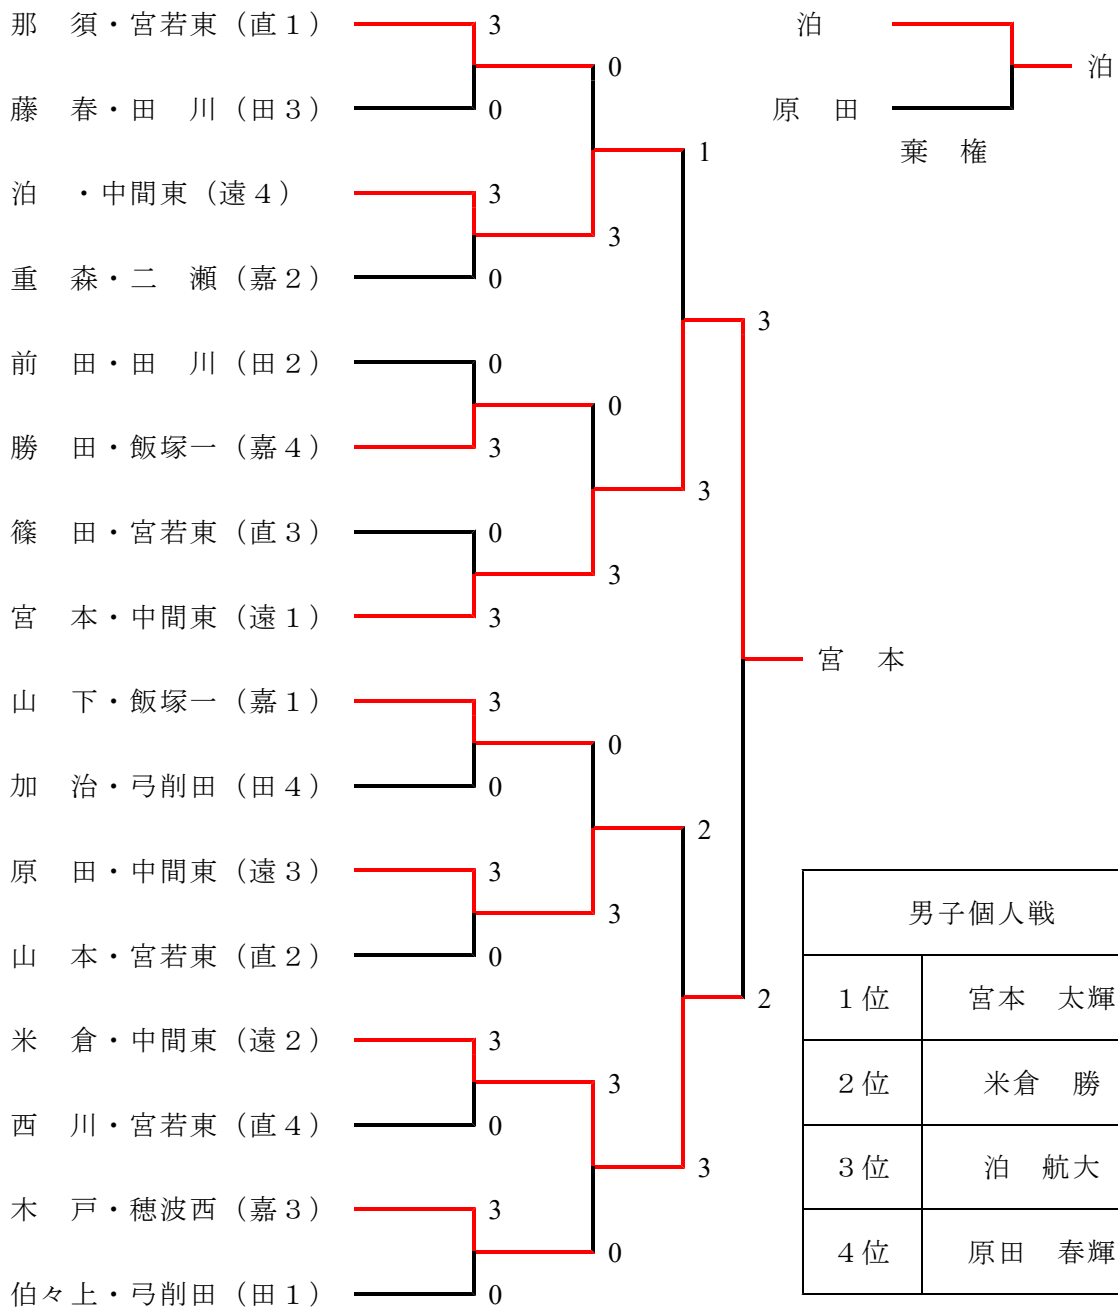 那　須・宮若東（直１）
3
0
藤　春・田　川（田３）
0
泊　・中間東（遠４）
3
3
重　森・二　瀬（嘉２）
0
1
前　田・田　川（田２）
0
0
勝　田・飯塚一（嘉４）
3
3
篠　田・宮若東（直３）
0
3
宮　本・中間東（遠１）
3
3
宮　本
山　下・飯塚一（嘉１）
3
0
加　治・弓削田（田４）
0
2
原　田・中間東（遠３）
3
3
山　本・宮若東（直２）
0
2
米　倉・中間東（遠２）
3
3
西　川・宮若東（直４）
0
3
木　戸・穂波西（嘉３）
3
0
伯々上・弓削田（田１）
0
泊
泊
原　田
棄　権
男子個人戦
１位　宮本　太輝
２位　米倉　勝
３位　泊　航大
４位　原田　春輝